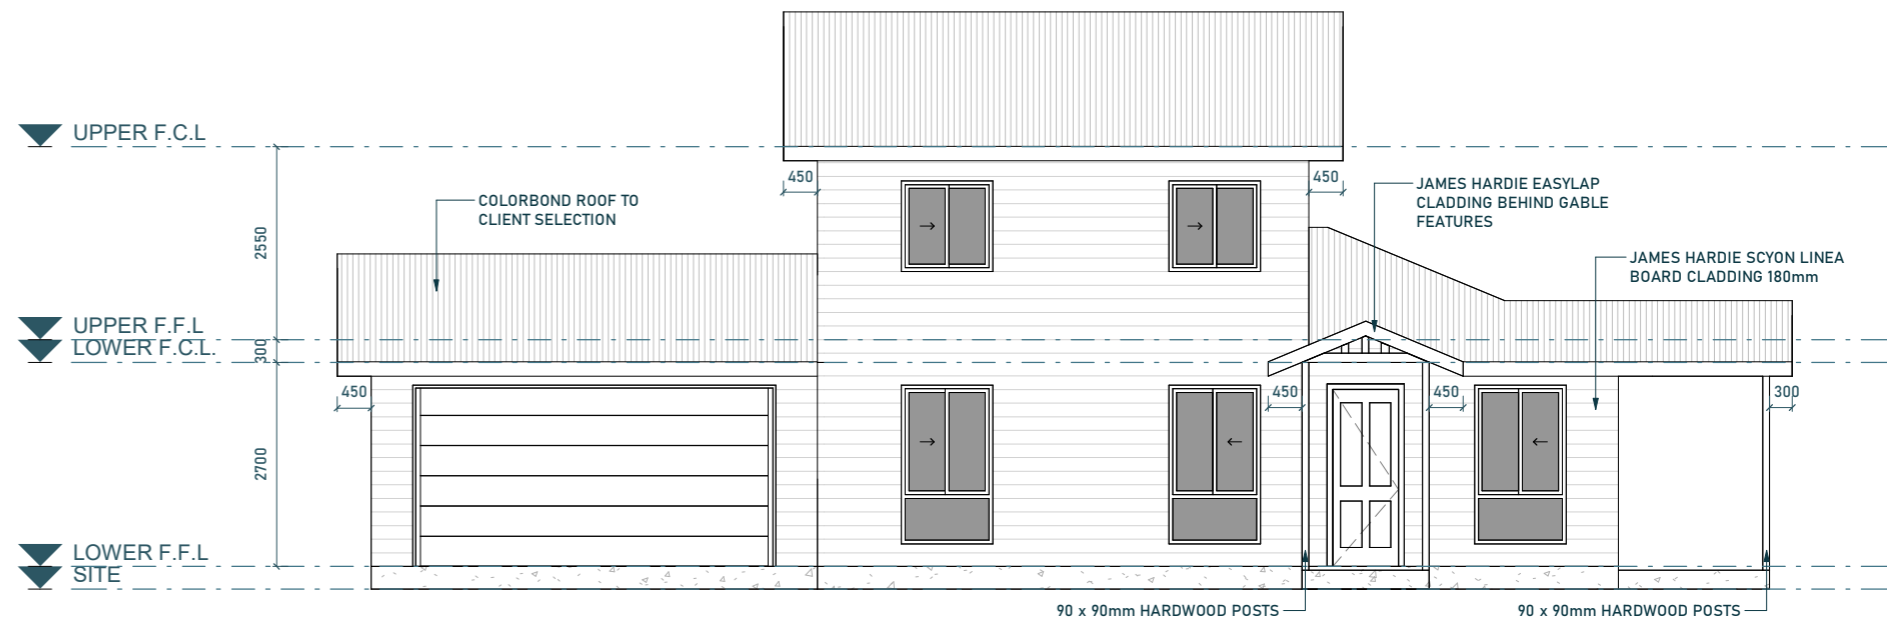 UPPER F.C.L
450
450
JAMES HARDIE EASYLAP
CLADDING BEHIND GABLE
FEATURES
COLORBOND ROOF TO
CLIENT SELECTION
2550
JAMES HARDIE SCYON LINEA
BOARD CLADDING 180mm
UPPER F.F.L
LOWER F.C.L.
300
450
450
450
300
2700
LOWER F.F.L
SITE
90 x 90mm HARDWOOD POSTS
90 x 90mm HARDWOOD POSTS